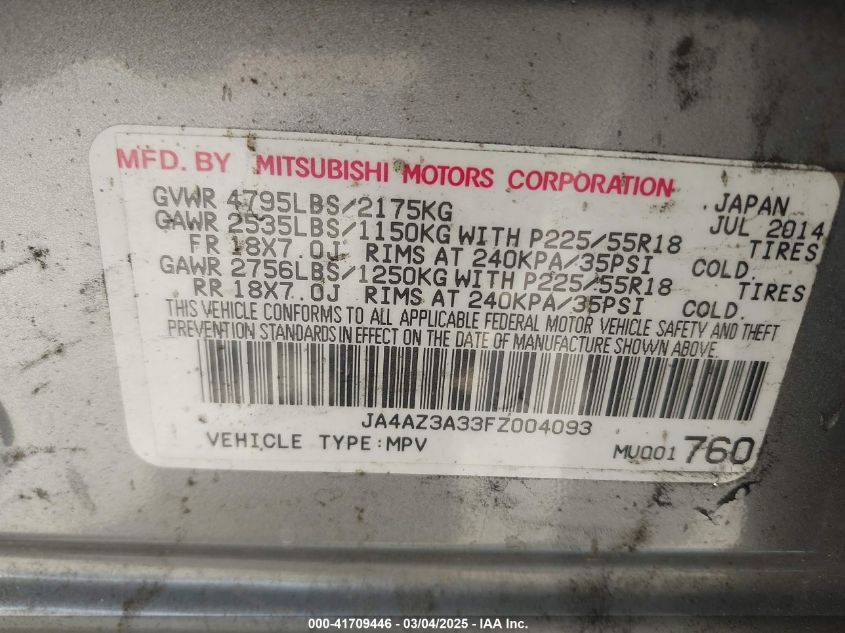 MFD. BY MITSUBISHI MOTORS CORPORATION
GVWR 4795LBS/2175KG JAPAN
JUL 2014
GAWR 2535LBS/1150KG WITH P225/55R18 TIRES
FR 18X7.0J RIMS AT 240KPA/35PSI COLD.
GAWR 2756LBS/1250KG WITH P225/55R18 TIRES
RR 18X7.0J RIMS AT 240KPA/35PSI COLD.
THIS VEHICLE CONFORMS TO ALL APPLICABLE FEDERAL MOTOR VEHICLE SAFETY AND THEFT
PREVENTION STANDARDS IN EFFECT ON THE DATE OF MANUFACTURE SHOWN ABOVE.
JA4AZ3A33FZ004093
VEHICLE TYPE:MPV MU001 760
000-41709446 - 03/04/2025 - IAA Inc.